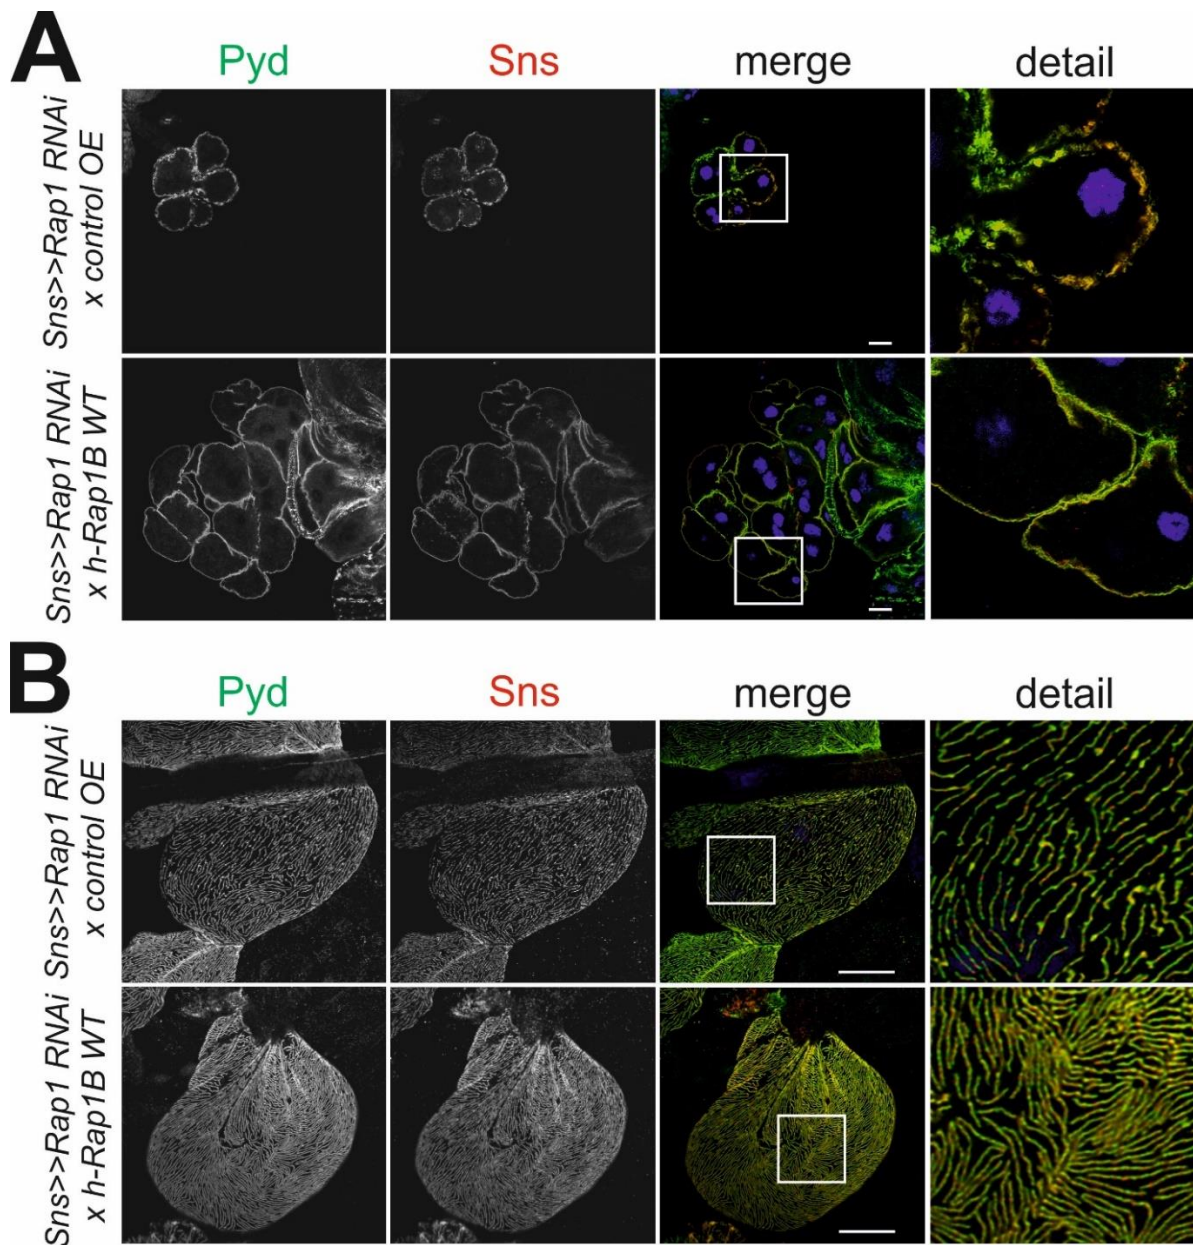 A
Pyd Sns merge detail
Sns>>Rap1 RNAi
x control OE
Sns>>Rap1 RNAi
x h-Rap1B WT
B
Pyd Sns merge detail
Sns>>Rap1 RNAi
x control OE
Sns>>Rap1 RNAi
x h-Rap1B WT